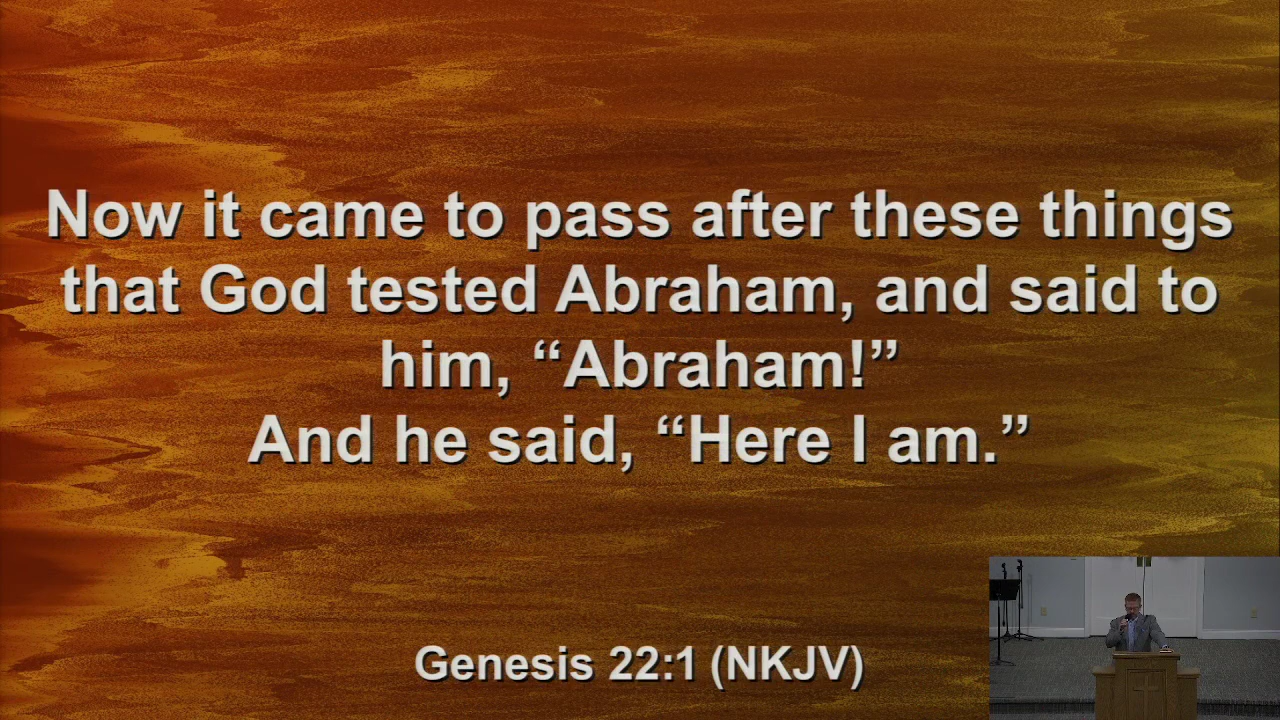 Now it came to pass after these things
that God tested Abraham, and said to
him, “Abraham!”
And he said, “Here I am.”
Genesis 22:1 (NKJV)